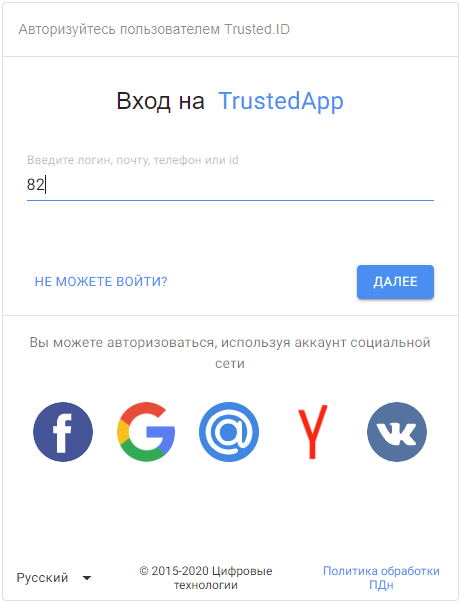 Авторизуйтесь пользователем Trusted.ID
Вход на TrustedApp
Введите логин, почту, телефон или id
82
НЕ МОЖЕТЕ ВОЙТИ?
ДАЛЕЕ
Вы можете авторизоваться, используя аккаунт социальной
сети
Русский
© 2015-2020 Цифровые
технологии
Политика обработки
ПДн